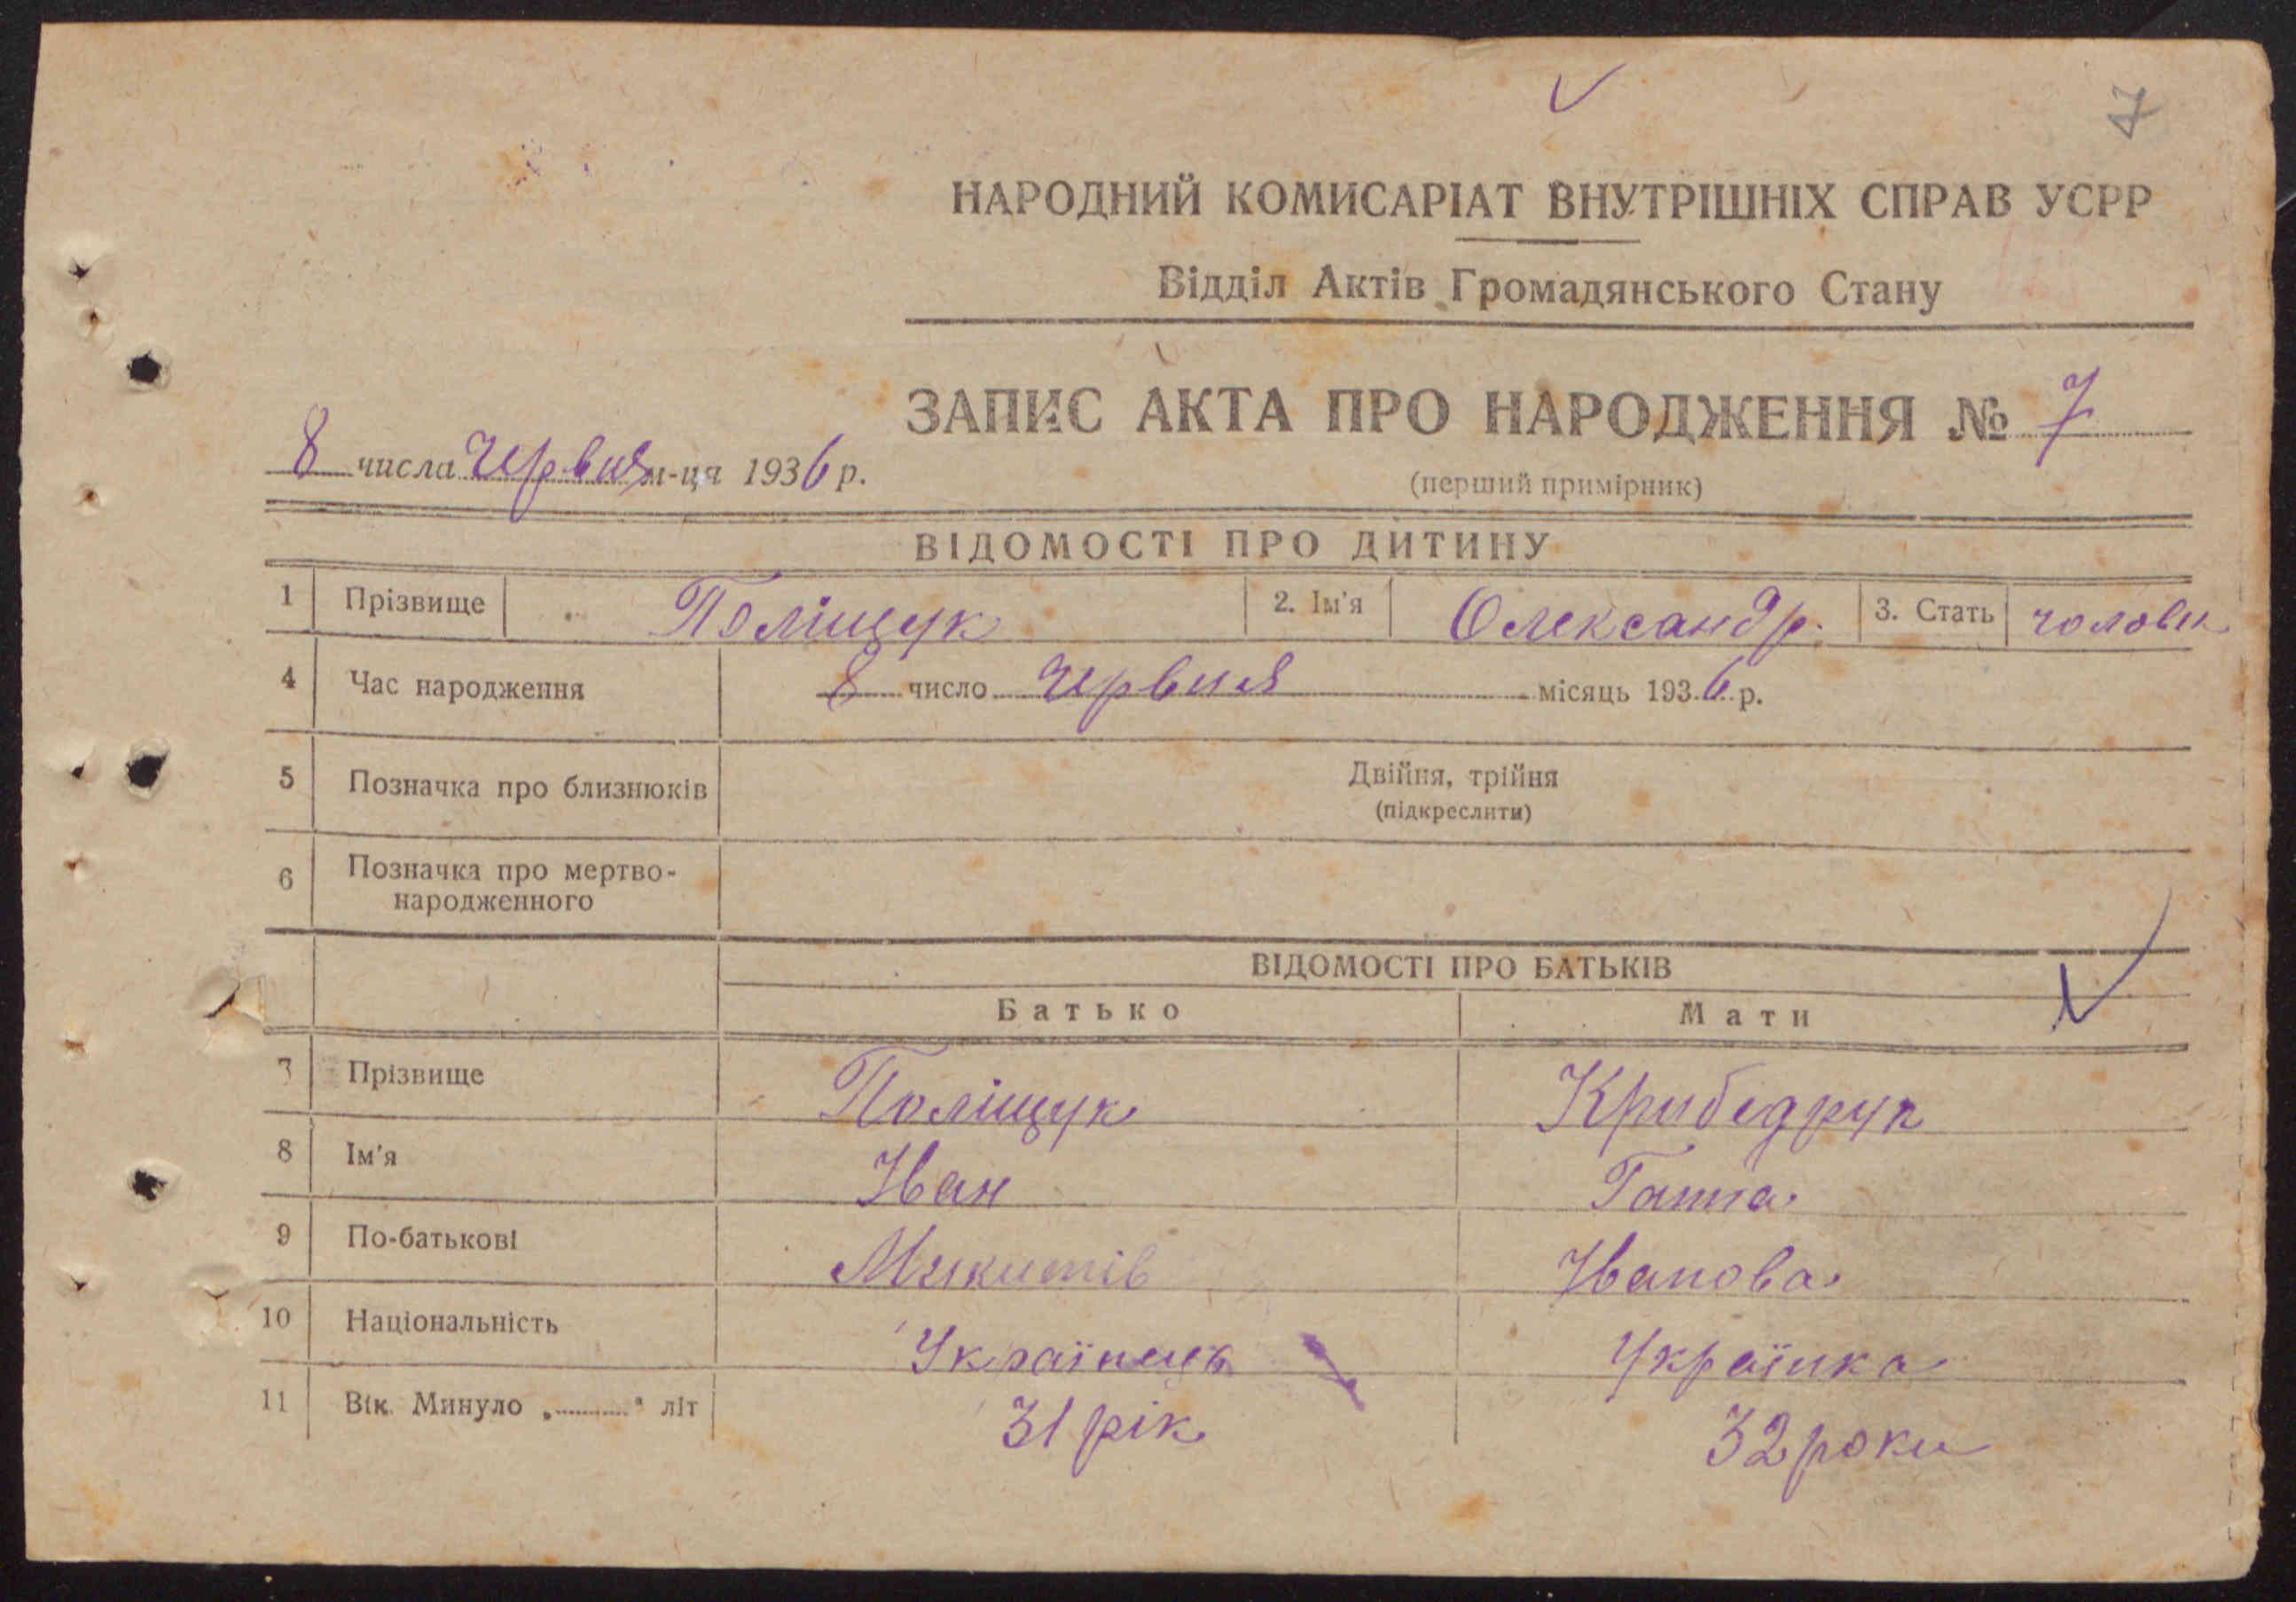 7
НАРОДНИЙ КОМИСАРІАТ ВНУТРІШНІХ СПРАВ УСРР
Відділ Актів Громадянського Стану
ЗАПИС АКТА ПРО НАРОДЖЕННЯ № 7
8 числа Червня м-ця 1936 р.
(перший примірник)
ВІДОМОСТІ ПРО ДИТИНУ
1 Прізвище Поліщук 2. Ім'я Олександр. 3. Стать чоловік
4 Час народження 8 число Червня місяць 1936 р.
5 Позначка про близнюків Двійня, трійня
(підкреслити)
6 Позначка про мертво-
народженного
ВІДОМОСТІ ПРО БАТЬКІВ
Батько Мати
7 Прізвище Поліщук
8 Ім'я Іван Ганна
9 По-батькові Микитів Іванова
10 Національність Українець Українка
11 Вік. Минуло „......" літ 31 рік 32 роки